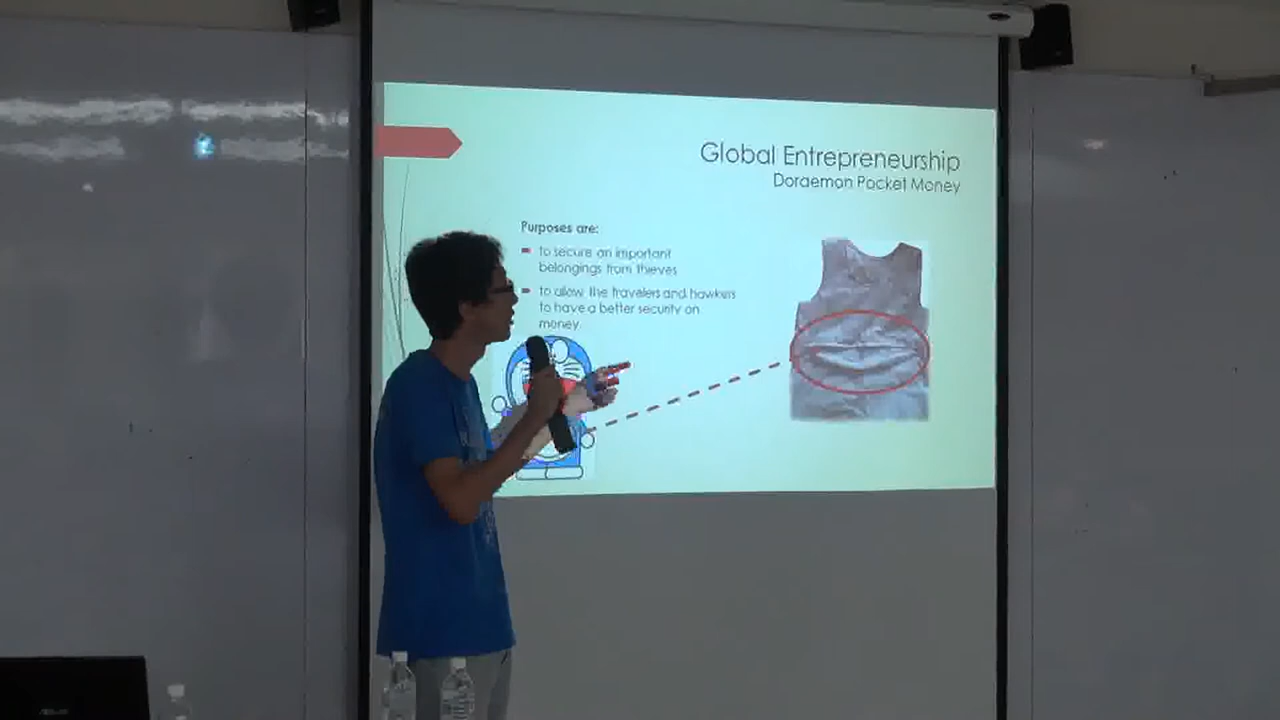 Global Entrepreneurship
Doraemon Pocket Money
Purposes are:
to secure an important
belongings from thieves
to allow the travelers and hawkers
to have a better security on
money